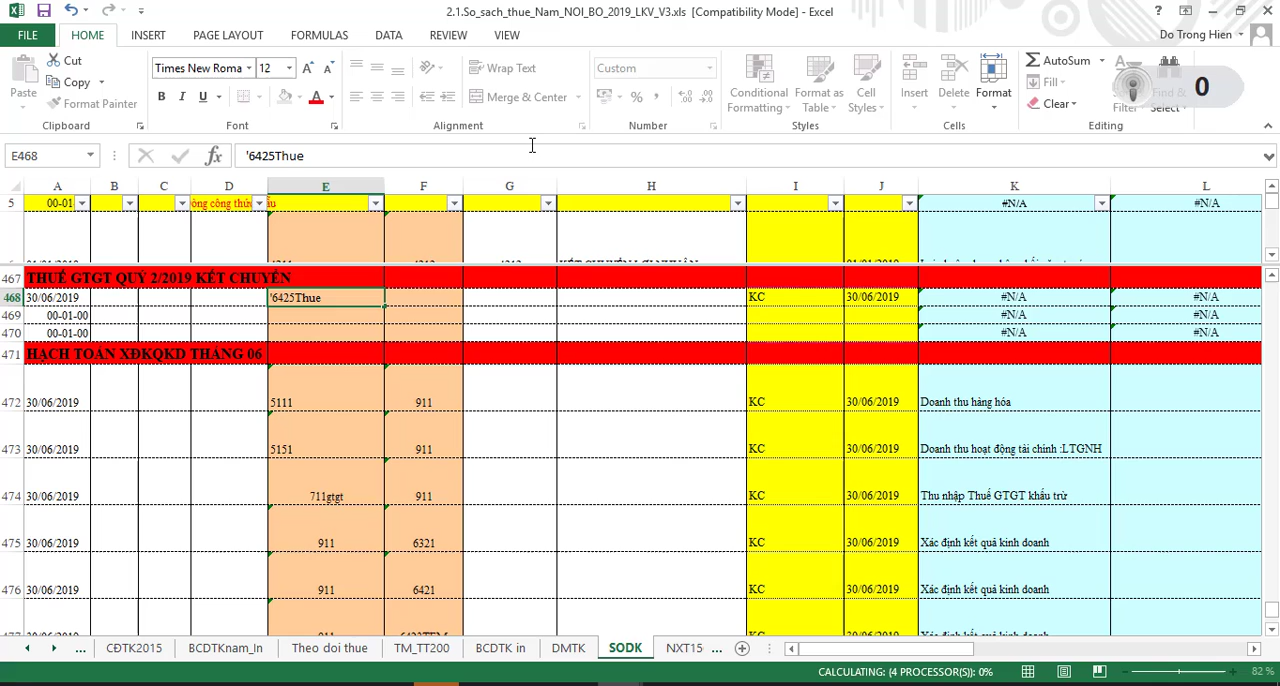 2.1.So_sach_thue_Nam_NOI_BO_2019_LKV_V3.xls [Compatibility Mode] - Excel
FILE HOME INSERT PAGE LAYOUT FORMULAS DATA REVIEW VIEW Do Trong Hien
Paste Cut Copy Format Painter
Times New Roma 12
B I U A
Wrap Text
Merge & Center
Custom
%
Conditional Formatting Format as Table Cell Styles
Insert Delete Format
AutoSum Fill Clear
0
Clipboard Font Alignment Number Styles Cells Editing
E468 fx '6425Thue
A B C D E F G H I J K L
5 00-01 #N/A #N/A
467 THUẾ GTGT QUÝ 2/2019 KẾT CHUYỂN
468 30/06/2019 '6425Thue KC 30/06/2019 #N/A #N/A
469 00-01-00 #N/A #N/A
470 00-01-00 #N/A #N/A
471 HẠCH TOÁN XĐKQKD THÁNG 06
472 30/06/2019 5111 911 KC 30/06/2019 Doanh thu hàng hóa
473 30/06/2019 5151 911 KC 30/06/2019 Doanh thu hoạt động tài chính :LTGNH
474 30/06/2019 711gtgt 911 KC 30/06/2019 Thu nhập Thuế GTGT khấu trừ
475 30/06/2019 911 6321 KC 30/06/2019 Xác định kết quả kinh doanh
476 30/06/2019 911 6421 KC 30/06/2019 Xác định kết quả kinh doanh
... CĐTK2015 BCDTKnam_In Theo doi thue TM_TT200 BCDTK in DMTK SODK NXT15 ...
CALCULATING: (4 PROCESSOR(S)): 0% 82 %